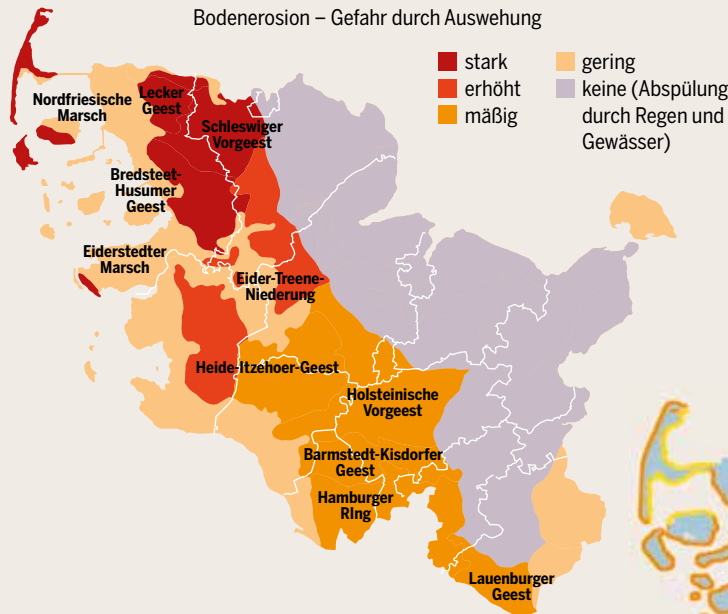 Bodenerosion – Gefahr durch Auswehung
stark
erhöht
mäßig
gering
keine (Abspülung
durch Regen und
Gewässer)
Nordfriesische
Marsch
Lecker
Geest
Schleswiger
Vorgeest
Bredsteet-
Husumer
Geest
Eiderstedter
Marsch
Eider-Treene-
Niederung
Heide-Itzehoer-Geest
Holsteinische
Vorgeest
Barmstedt-Kisdorfer
Geest
Hamburger
RIng
Lauenburger
Geest